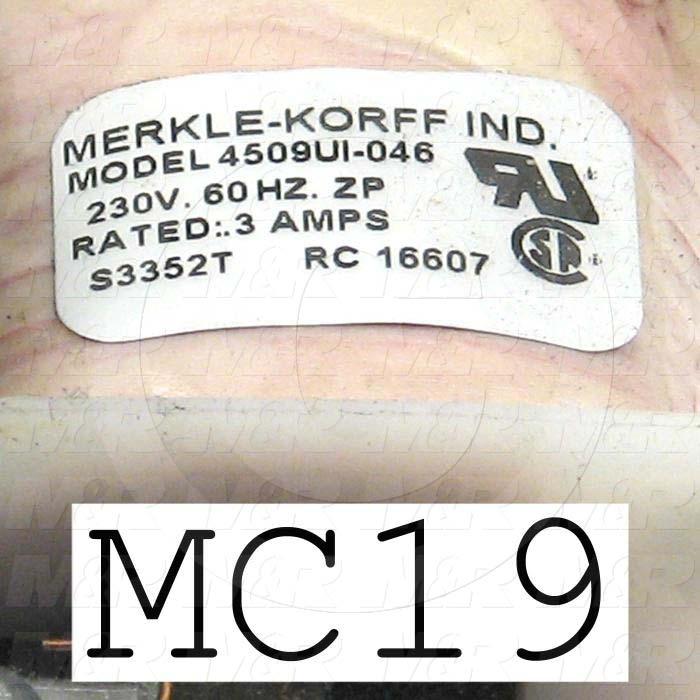 MERKLE-KORFF IND.
MODEL 4509UI-046
230V. 60 HZ. ZP
RATED:.3 AMPS
S3352T RC 16607
MC19